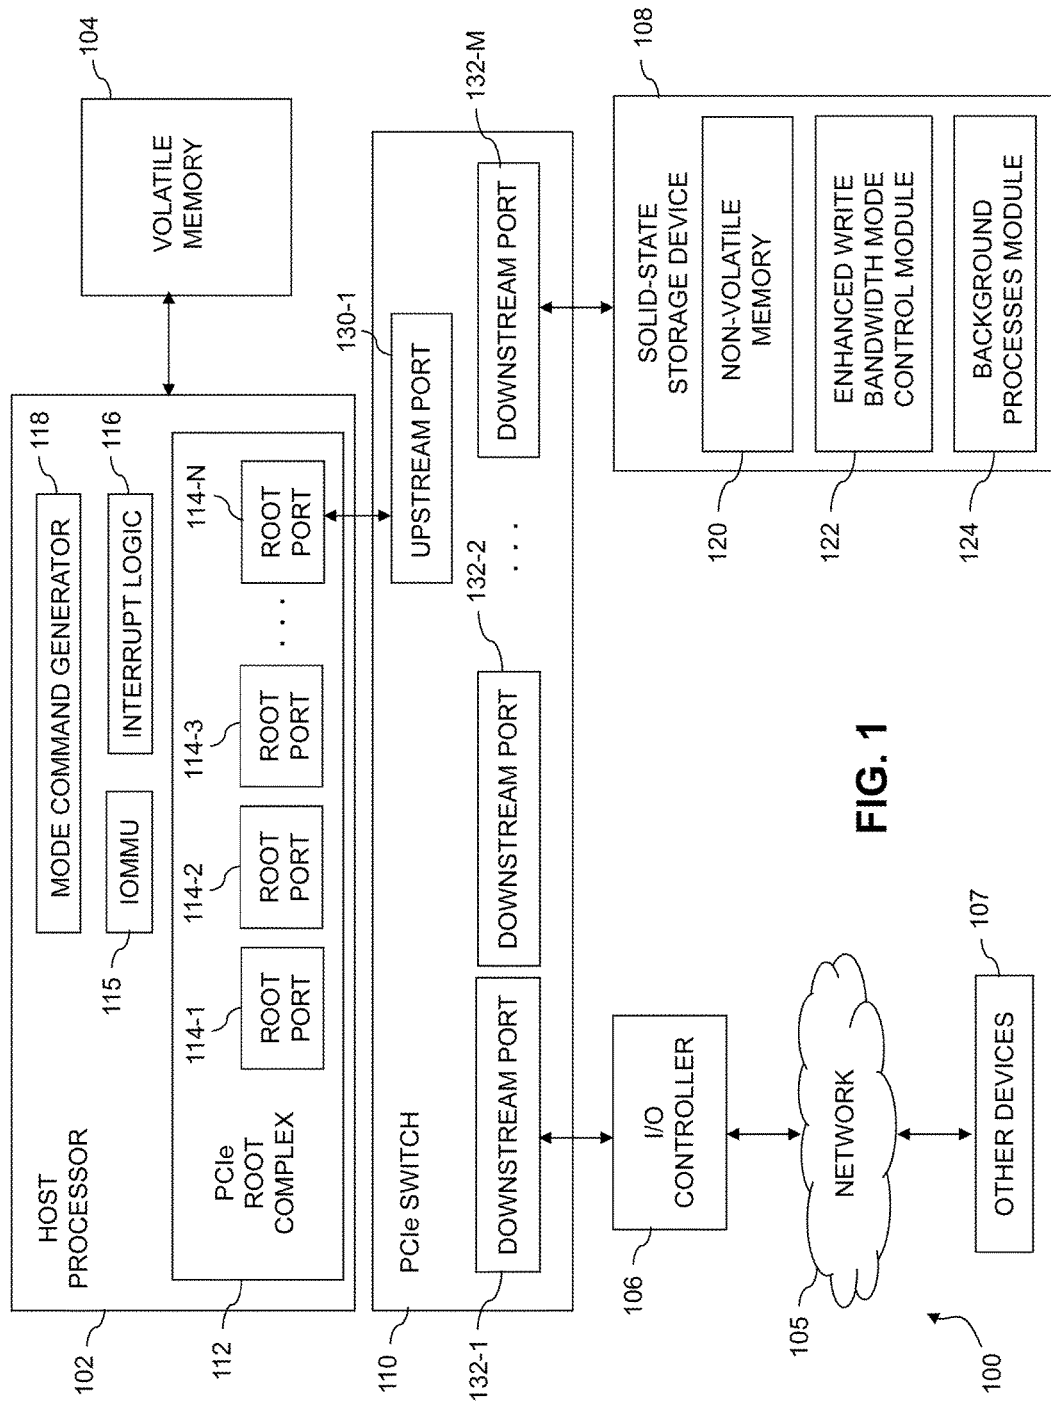 HOST
PROCESSOR
MODE COMMAND GENERATOR
118
IOMMU
115
INTERRUPT LOGIC
116
102
PCIe
ROOT
COMPLEX
112
114-1
ROOT
PORT
114-2
ROOT
PORT
114-3
ROOT
PORT
. . .
114-N
ROOT
PORT
VOLATILE
MEMORY
104
PCIe SWITCH
110
UPSTREAM PORT
130-1
DOWNSTREAM PORT
132-1
DOWNSTREAM PORT
132-2
. . .
DOWNSTREAM PORT
132-M
I/O
CONTROLLER
106
NETWORK
105
OTHER DEVICES
107
SOLID-STATE
STORAGE DEVICE
108
NON-VOLATILE
MEMORY
120
ENHANCED WRITE
BANDWIDTH MODE
CONTROL MODULE
122
BACKGROUND
PROCESSES MODULE
124
100
FIG. 1